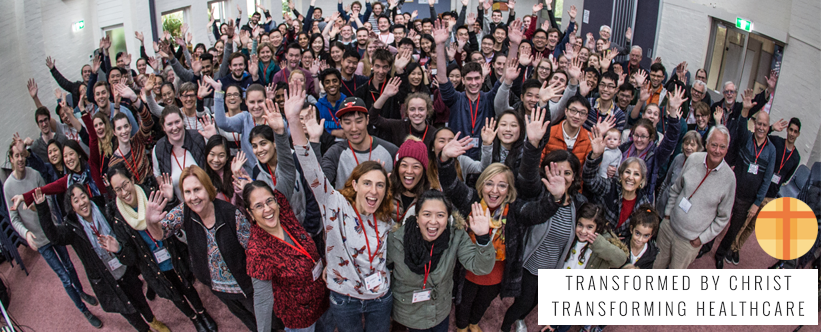 TRANSFORMED BY CHRIST
TRANSFORMING HEALTHCARE